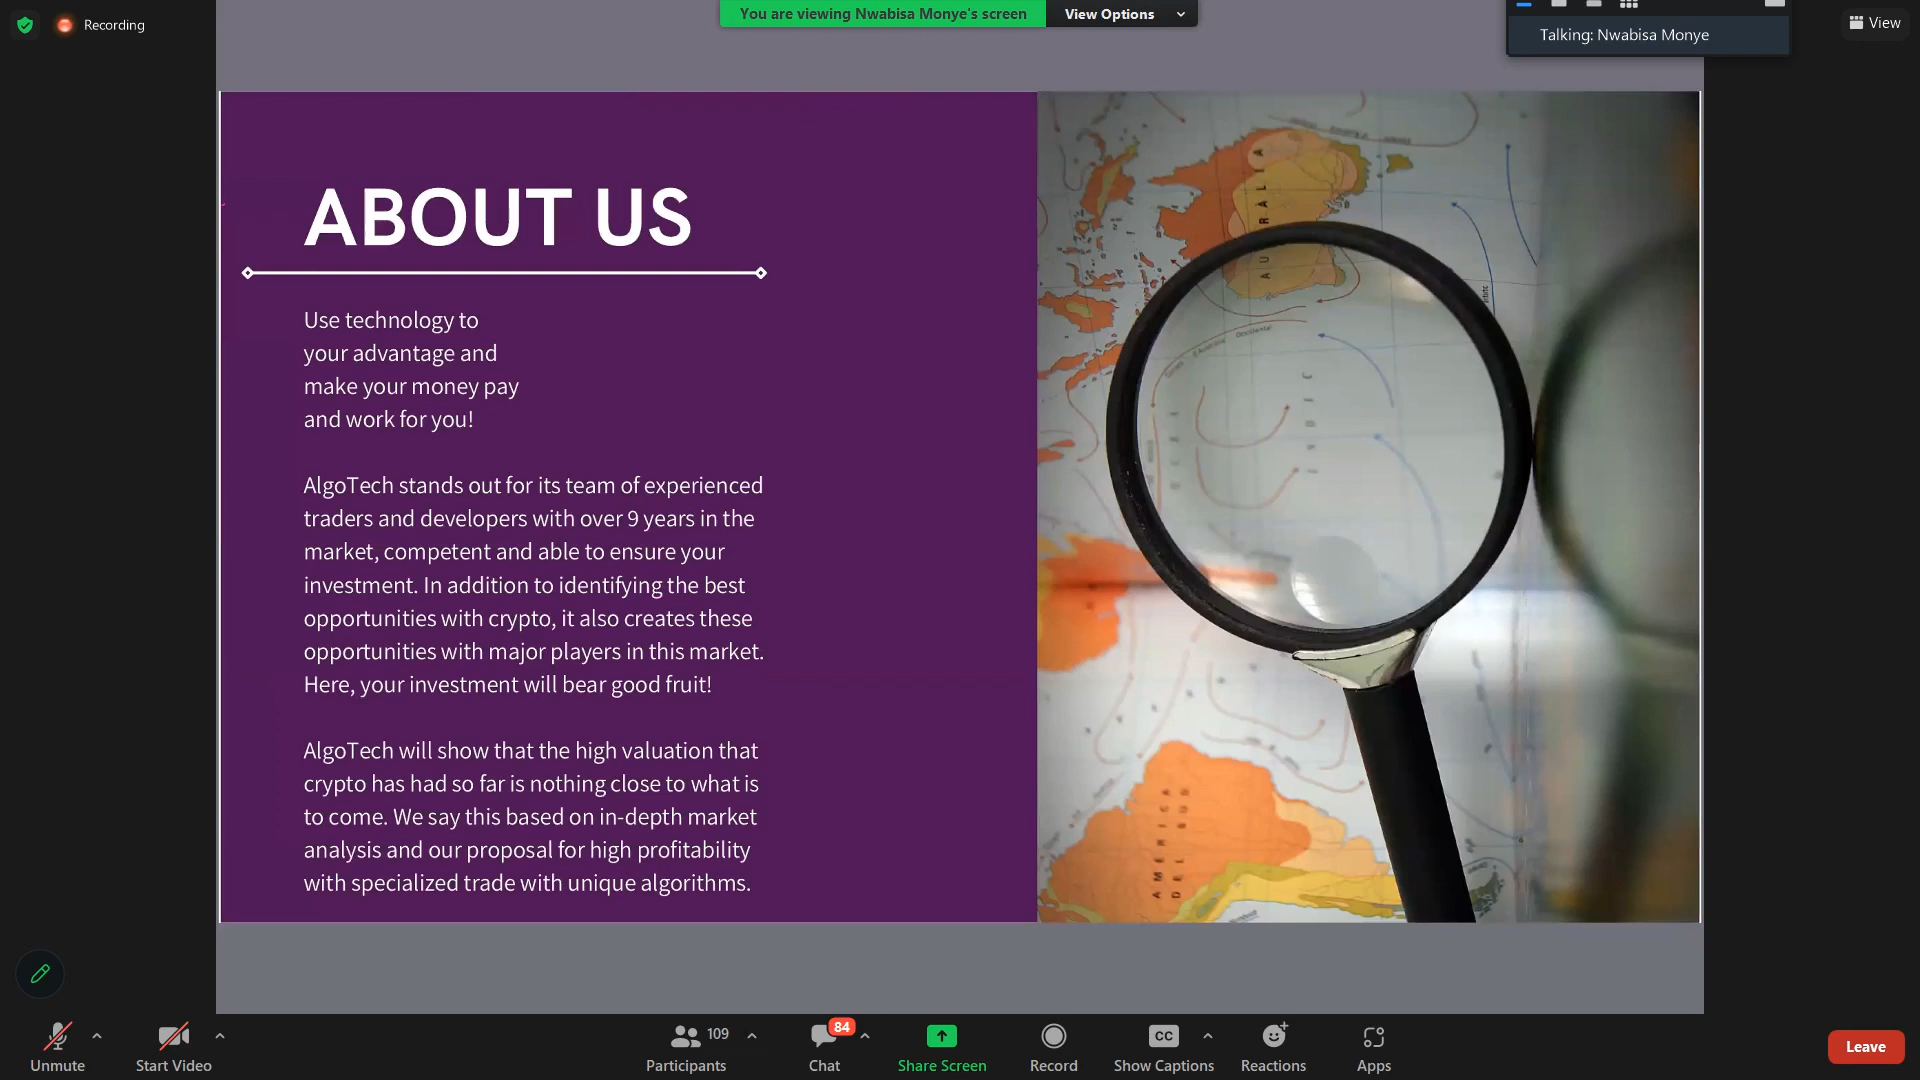 Recording
You are viewing Nwabisa Monye's screen
View Options
Talking: Nwabisa Monye
View
ABOUT US
Use technology to
your advantage and
make your money pay
and work for you!
AlgoTech stands out for its team of experienced
traders and developers with over 9 years in the
market, competent and able to ensure your
investment. In addition to identifying the best
opportunities with crypto, it also creates these
opportunities with major players in this market.
Here, your investment will bear good fruit!
AlgoTech will show that the high valuation that
crypto has had so far is nothing close to what is
to come. We say this based on in-depth market
analysis and our proposal for high profitability
with specialized trade with unique algorithms.
AUSTRÀLIA
INDIC
AMÈRICA
DEL SUD
Unmute
Start Video
109
Participants
84
Chat
Share Screen
Record
CC
Show Captions
Reactions
Apps
Leave